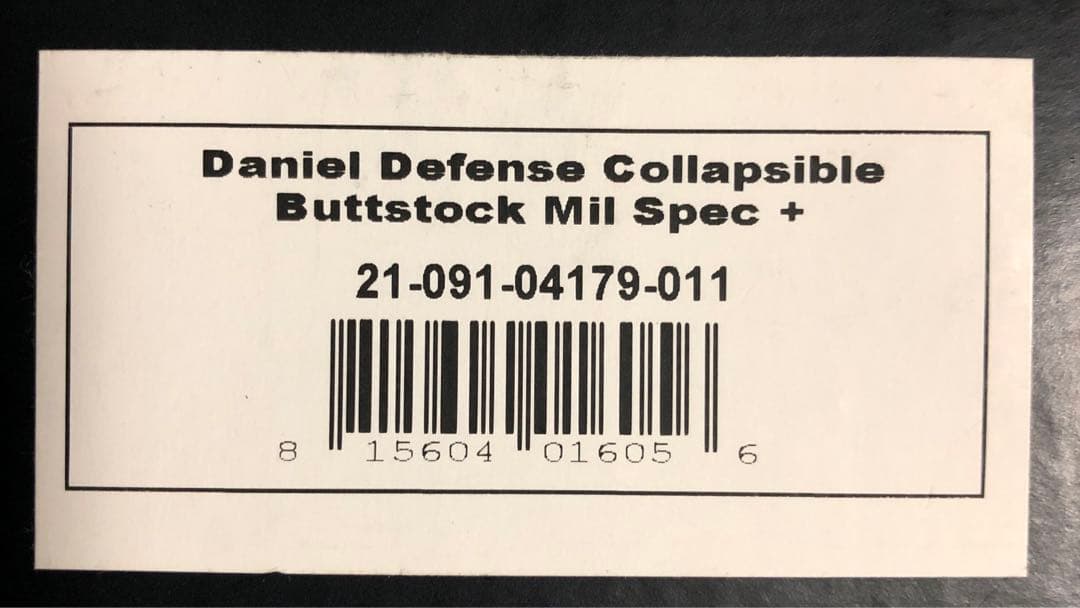 Daniel Defense Collapsible
Buttstock Mil Spec +
21-091-04179-011
8 15604 01605 6